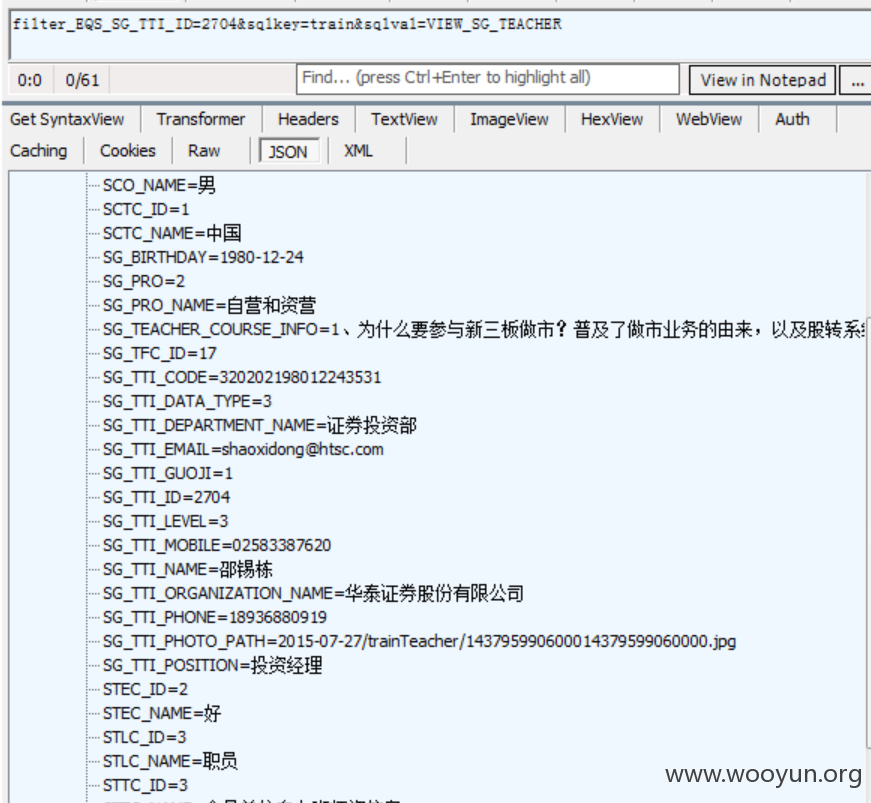 filter_EQS_SG_TTI_ID=2704&sqlkey=train&sqlval=VIEW_SG_TEACHER
0:0 0/61 Find... (press Ctrl+Enter to highlight all) View in Notepad ...
Get SyntaxView Transformer Headers TextView ImageView HexView WebView Auth
Caching Cookies Raw JSON XML
SCO_NAME=男
SCTC_ID=1
SCTC_NAME=中国
SG_BIRTHDAY=1980-12-24
SG_PRO=2
SG_PRO_NAME=自营和资营
SG_TEACHER_COURSE_INFO=1、为什么要参与新三板做市？普及了做市业务的由来，以及股转系
SG_TFC_ID=17
SG_TTI_CODE=320202198012243531
SG_TTI_DATA_TYPE=3
SG_TTI_DEPARTMENT_NAME=证券投资部
SG_TTI_EMAIL=shaoxidong@htsc.com
SG_TTI_GUOJI=1
SG_TTI_ID=2704
SG_TTI_LEVEL=3
SG_TTI_MOBILE=02583387620
SG_TTI_NAME=邵锡栋
SG_TTI_ORGANIZATION_NAME=华泰证券股份有限公司
SG_TTI_PHONE=18936880919
SG_TTI_PHOTO_PATH=2015-07-27/trainTeacher/143795990600014379599060000.jpg
SG_TTI_POSITION=投资经理
STEC_ID=2
STEC_NAME=好
STLC_ID=3
STLC_NAME=职员
STTC_ID=3
www.wooyun.org